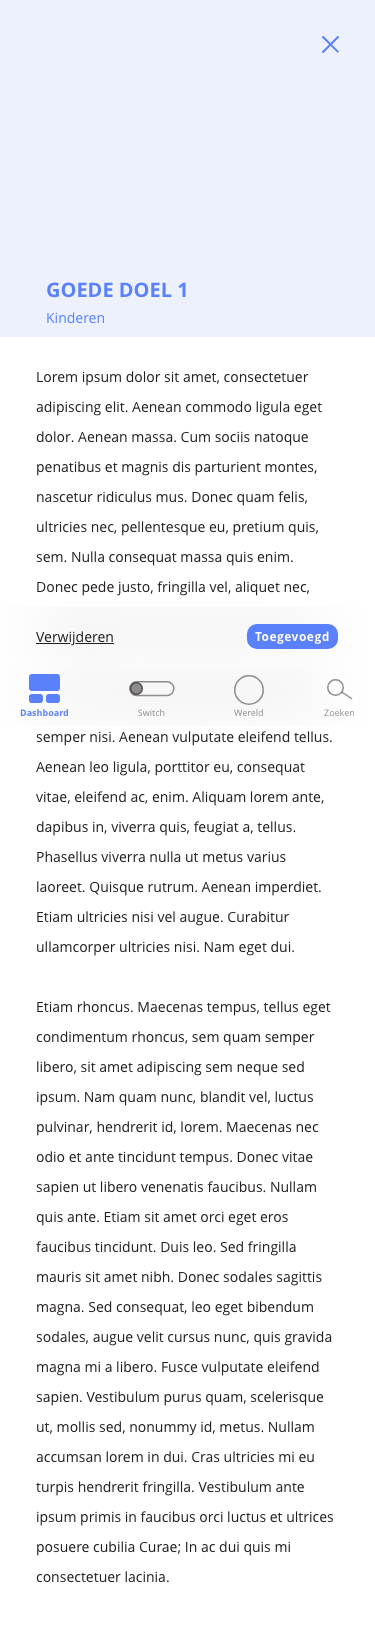 GOEDE DOEL 1
Kinderen
Lorem ipsum dolor sit amet, consectetuer
adipiscing elit. Aenean commodo ligula eget
dolor. Aenean massa. Cum sociis natoque
penatibus et magnis dis parturient montes,
nascetur ridiculus mus. Donec quam felis,
ultricies nec, pellentesque eu, pretium quis,
sem. Nulla consequat massa quis enim.
Donec pede justo, fringilla vel, aliquet nec,
Verwijderen
Toegevoegd
Dashboard
Switch
Wereld
Zoeken
semper nisi. Aenean vulputate eleifend tellus.
Aenean leo ligula, porttitor eu, consequat
vitae, eleifend ac, enim. Aliquam lorem ante,
dapibus in, viverra quis, feugiat a, tellus.
Phasellus viverra nulla ut metus varius
laoreet. Quisque rutrum. Aenean imperdiet.
Etiam ultricies nisi vel augue. Curabitur
ullamcorper ultricies nisi. Nam eget dui.
Etiam rhoncus. Maecenas tempus, tellus eget
condimentum rhoncus, sem quam semper
libero, sit amet adipiscing sem neque sed
ipsum. Nam quam nunc, blandit vel, luctus
pulvinar, hendrerit id, lorem. Maecenas nec
odio et ante tincidunt tempus. Donec vitae
sapien ut libero venenatis faucibus. Nullam
quis ante. Etiam sit amet orci eget eros
faucibus tincidunt. Duis leo. Sed fringilla
mauris sit amet nibh. Donec sodales sagittis
magna. Sed consequat, leo eget bibendum
sodales, augue velit cursus nunc, quis gravida
magna mi a libero. Fusce vulputate eleifend
sapien. Vestibulum purus quam, scelerisque
ut, mollis sed, nonummy id, metus. Nullam
accumsan lorem in dui. Cras ultricies mi eu
turpis hendrerit fringilla. Vestibulum ante
ipsum primis in faucibus orci luctus et ultrices
posuere cubilia Curae; In ac dui quis mi
consectetuer lacinia.